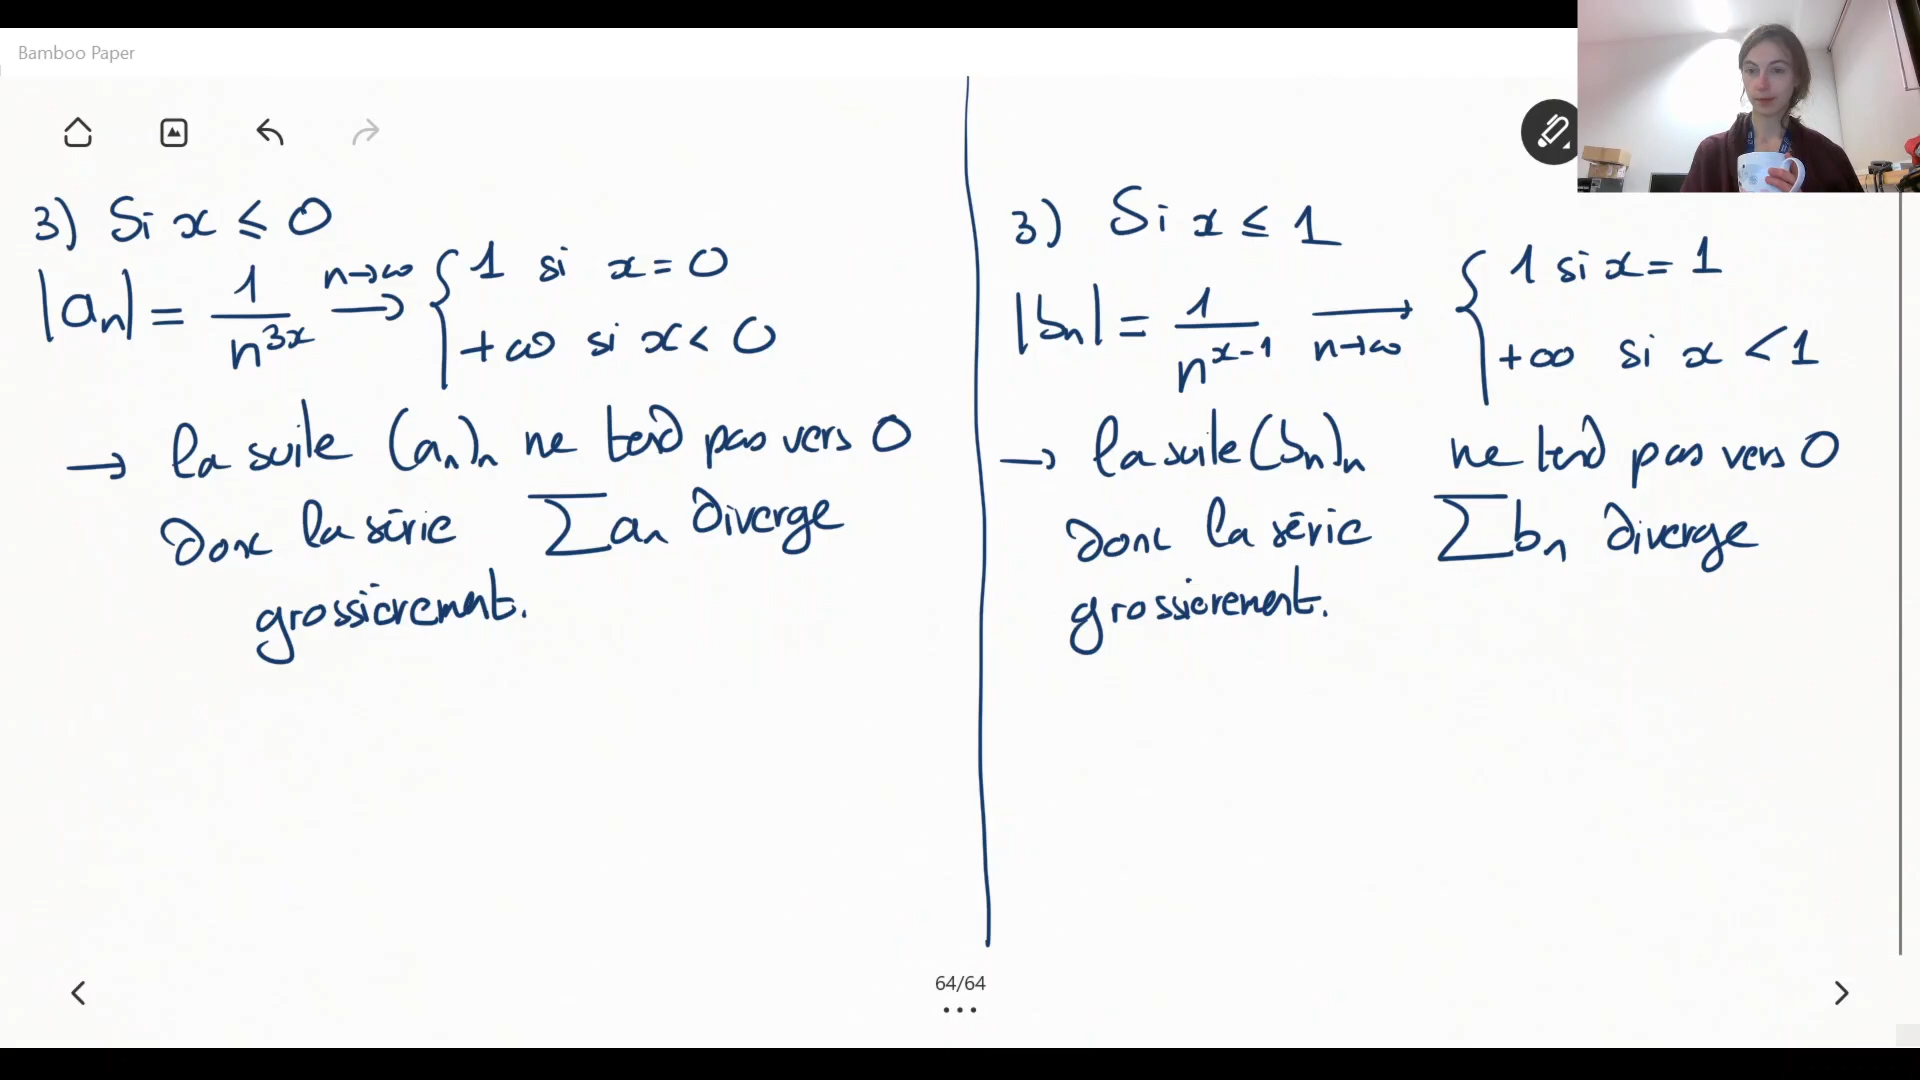 Bamboo Paper
3) Si x ≤ 0
|aₙ| = 1/n^{3x} → n→∞ { 1 si x = 0
+∞ si x < 0
→ la suite (aₙ)ₙ ne tend pas vers 0
donc la série ∑aₙ diverge
grossièrement.
3) Si x ≤ 1
|bₙ| = 1/n^{x-1} → n→∞ { 1 si x = 1
+∞ si x < 1
→ la suite (bₙ)ₙ ne tend pas vers 0
donc la série ∑bₙ diverge
grossièrement.
64/64